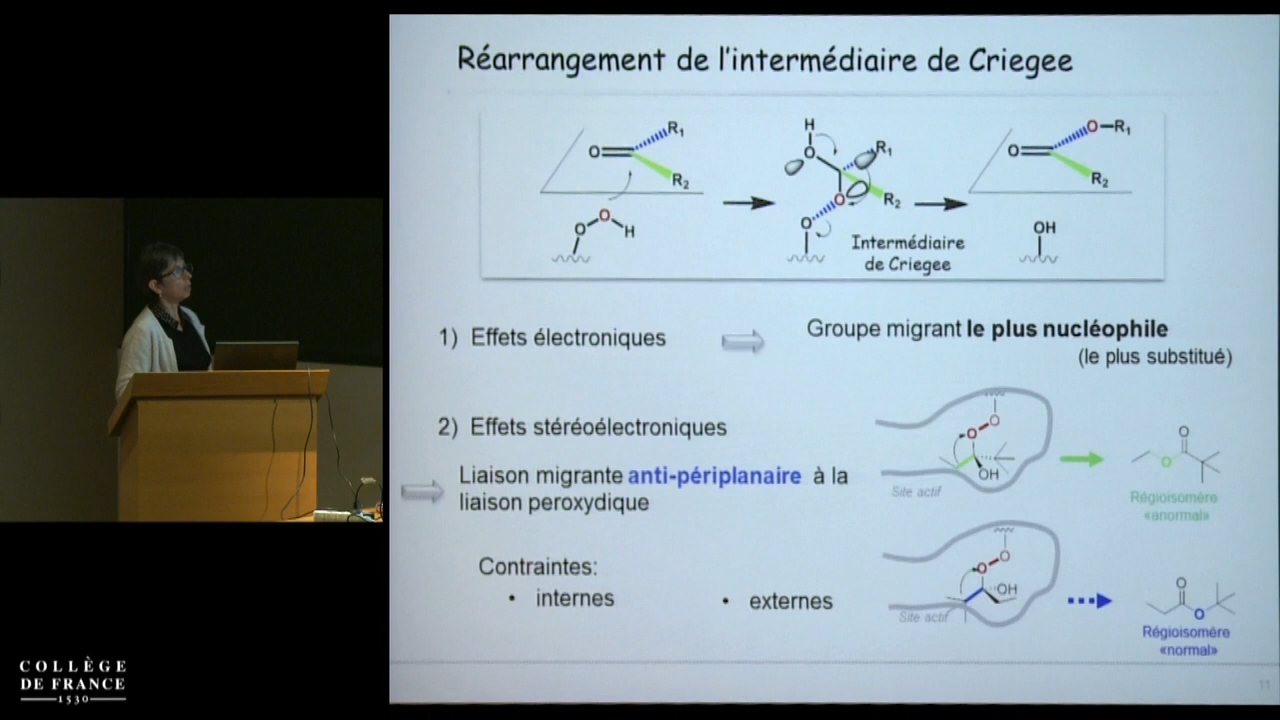 Réarrangement de l'intermédiaire de Criegee
O R₁ R₂
O O H
H O R₁ O R₂ O
Intermédiaire
de Criegee
O O–R₁ R₂
OH
1) Effets électroniques
Groupe migrant le plus nucléophile
(le plus substitué)
2) Effets stéréoélectroniques
Liaison migrante anti-périplanaire à la
liaison peroxydique
O O OH
Site actif
O O
Régioisomère
«anormal»
Contraintes:
• internes
• externes
O O OH
Site actif
O O
Régioisomère
«normal»
11
COLLÈGE
DE FRANCE
1530